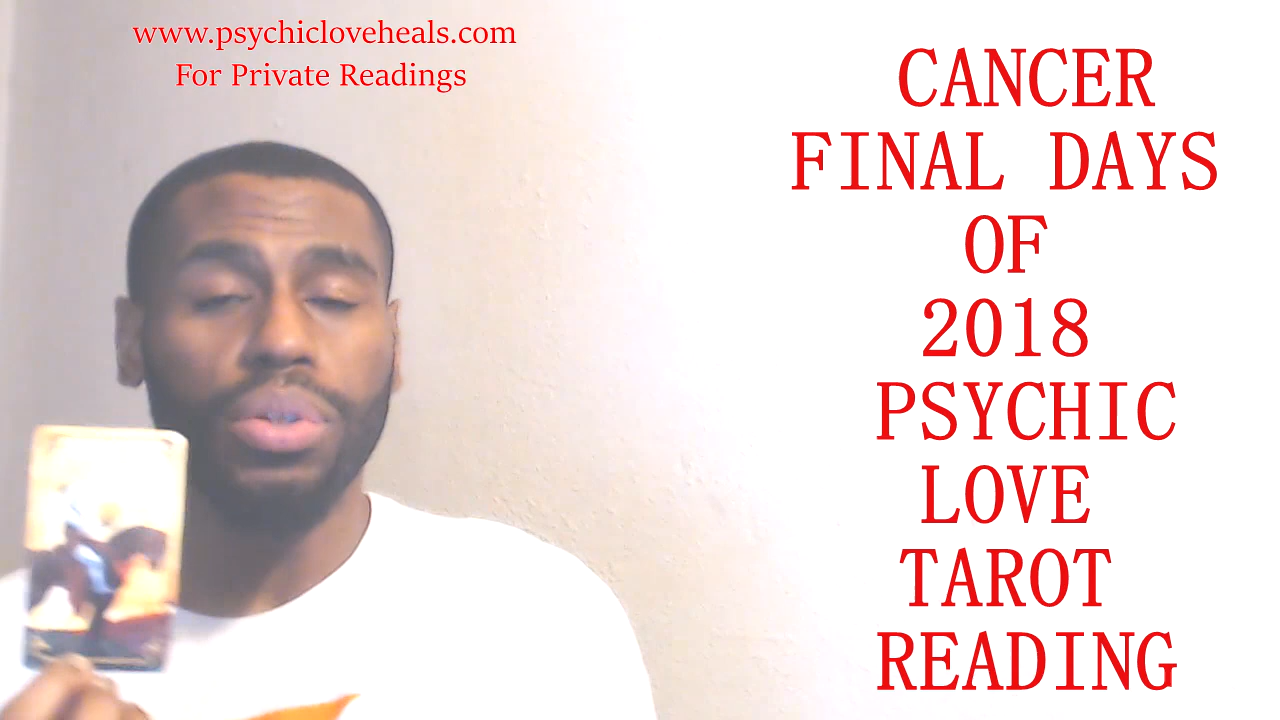 www.psychicloveheals.com
For Private Readings
CANCER
FINAL DAYS
OF
2018
PSYCHIC
LOVE
TAROT
READING